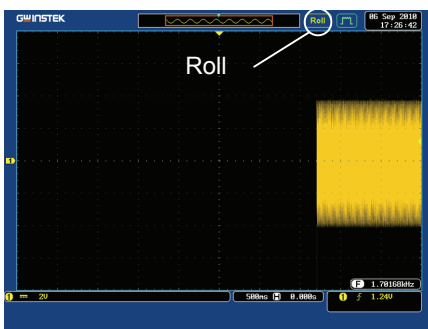 GWINSTEK
Roll
06 Sep 2010
17:26:42
Roll
1
F 1.70168kHz
1 2V
500ms H 0.000s
1 1.24V